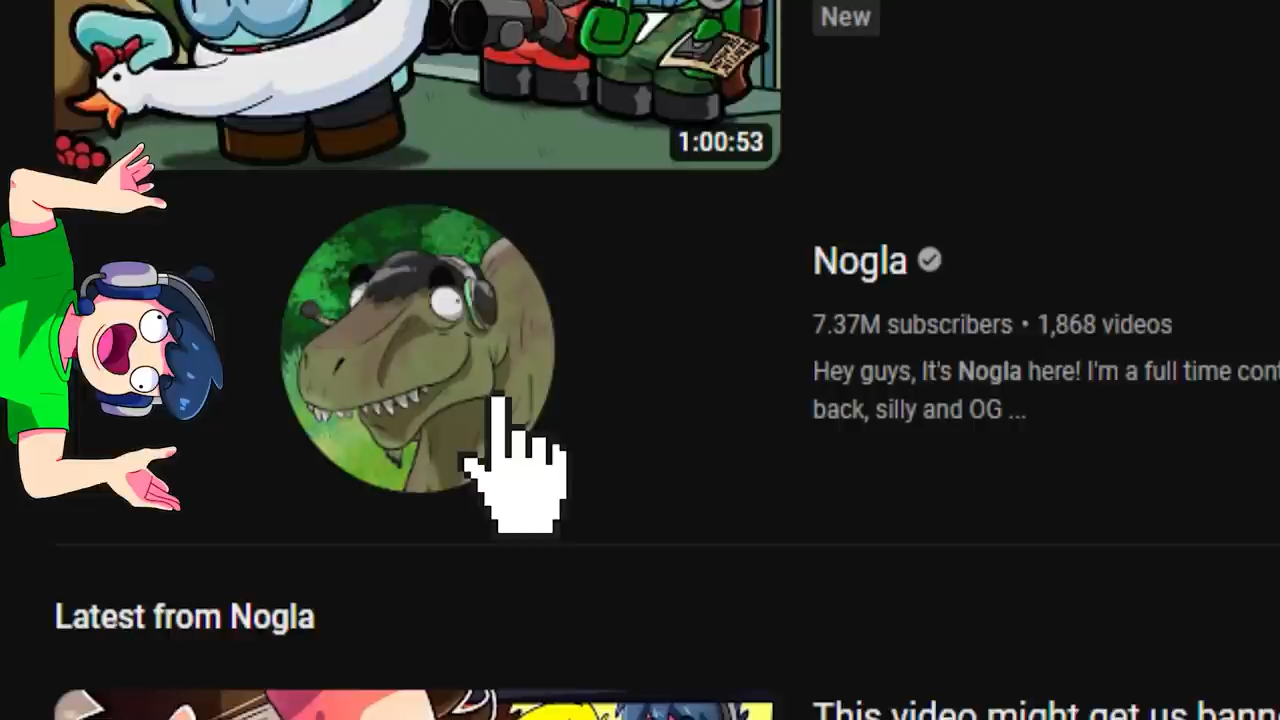 New
1:00:53
Nogla
7.37M subscribers • 1,868 videos
Hey guys, It's Nogla here! I'm a full time con
back, silly and OG ...
Latest from Nogla
This video might get us bann